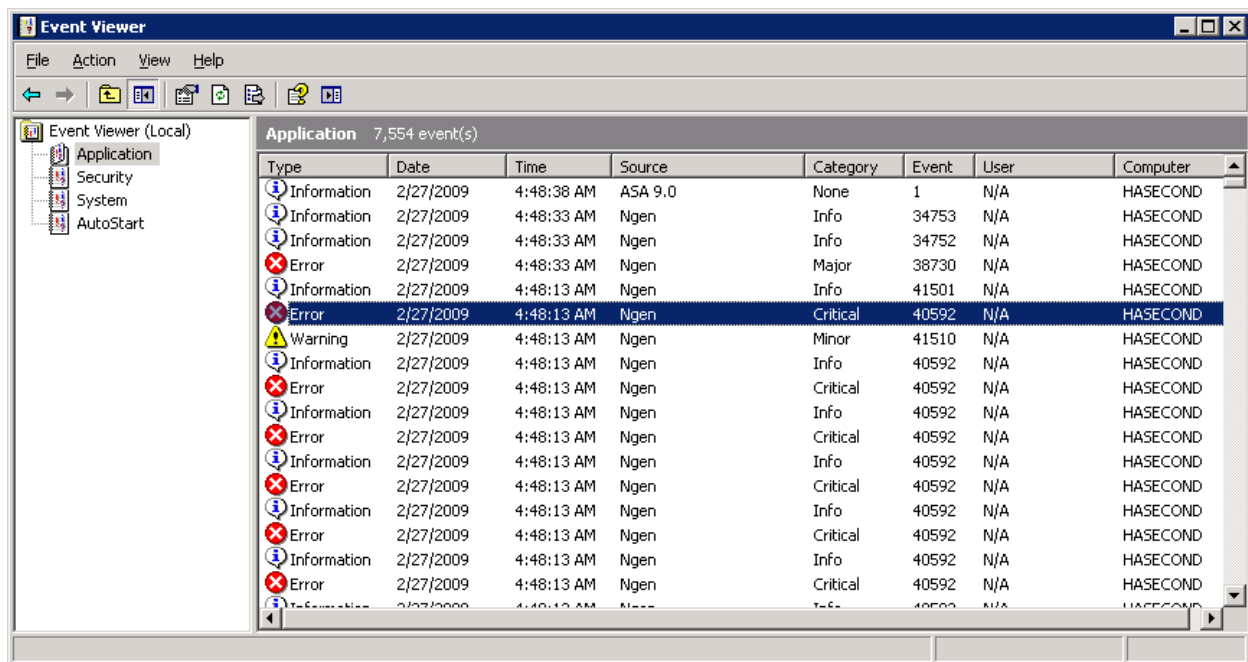 Event Viewer
File Action View Help
Event Viewer (Local)
Application
Security
System
AutoStart
Application 7,554 event(s)
Type Date Time Source Category Event User Computer
Information 2/27/2009 4:48:38 AM ASA 9.0 None 1 N/A HASECOND
Information 2/27/2009 4:48:33 AM Ngen Info 34753 N/A HASECOND
Information 2/27/2009 4:48:33 AM Ngen Info 34752 N/A HASECOND
Error 2/27/2009 4:48:33 AM Ngen Major 38730 N/A HASECOND
Information 2/27/2009 4:48:13 AM Ngen Info 41501 N/A HASECOND
Error 2/27/2009 4:48:13 AM Ngen Critical 40592 N/A HASECOND
Warning 2/27/2009 4:48:13 AM Ngen Minor 41510 N/A HASECOND
Information 2/27/2009 4:48:13 AM Ngen Info 40592 N/A HASECOND
Error 2/27/2009 4:48:13 AM Ngen Critical 40592 N/A HASECOND
Information 2/27/2009 4:48:13 AM Ngen Info 40592 N/A HASECOND
Error 2/27/2009 4:48:13 AM Ngen Critical 40592 N/A HASECOND
Information 2/27/2009 4:48:13 AM Ngen Info 40592 N/A HASECOND
Error 2/27/2009 4:48:13 AM Ngen Critical 40592 N/A HASECOND
Information 2/27/2009 4:48:13 AM Ngen Info 40592 N/A HASECOND
Error 2/27/2009 4:48:13 AM Ngen Critical 40592 N/A HASECOND
Information 2/27/2009 4:48:13 AM Ngen Info 40592 N/A HASECOND
Error 2/27/2009 4:48:13 AM Ngen Critical 40592 N/A HASECOND